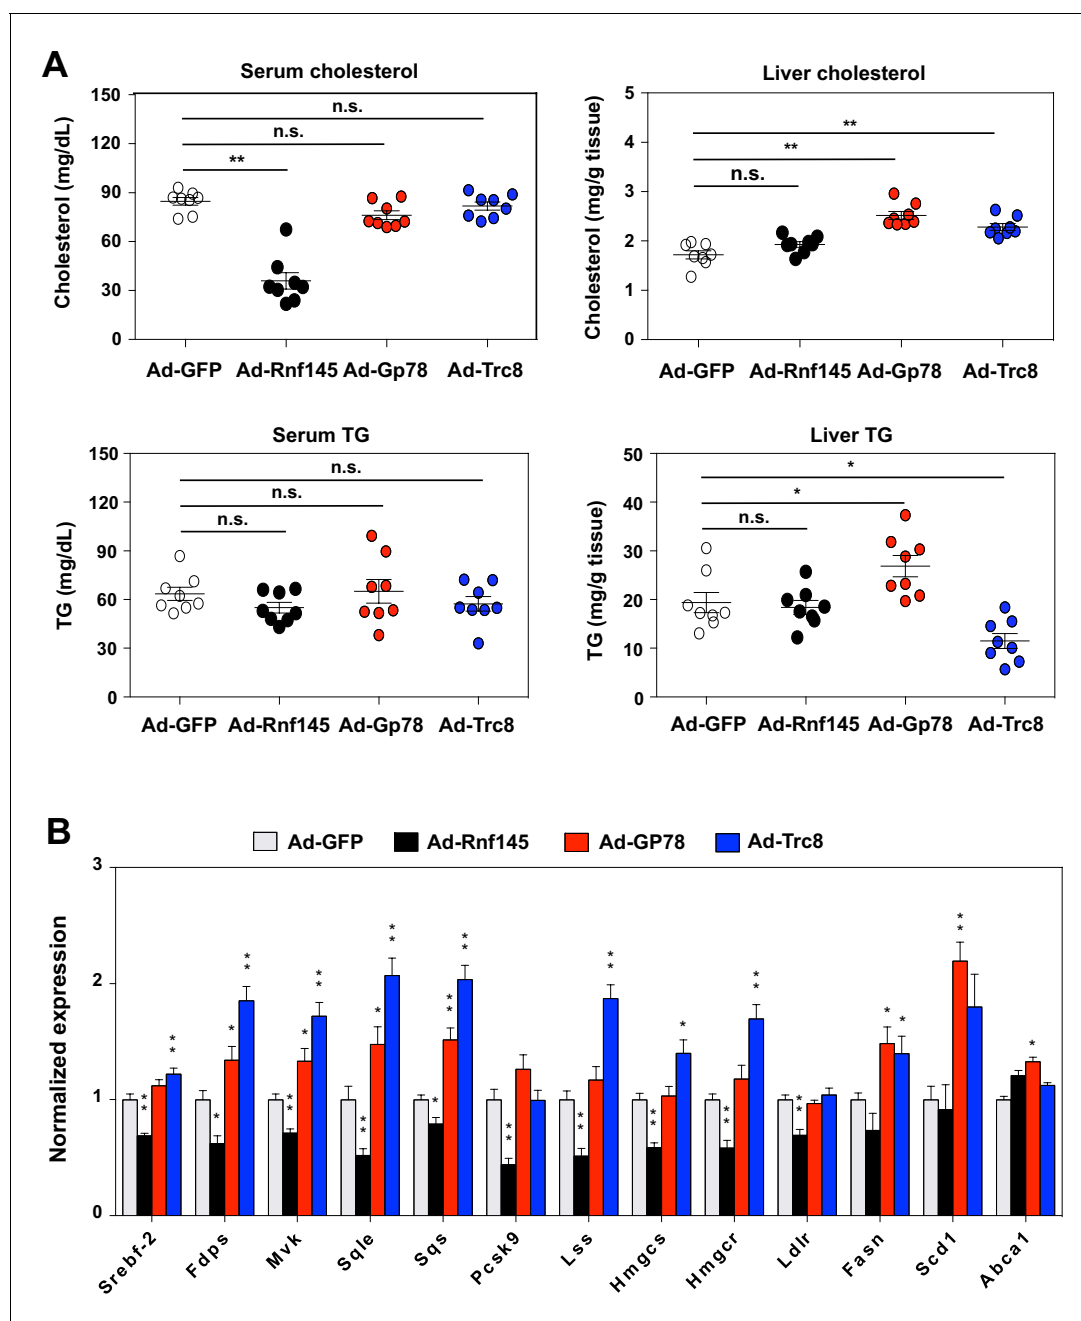 A
Serum cholesterol
Cholesterol (mg/dL)
150
120
90
60
30
0
n.s.
n.s.
**
Ad-GFP Ad-Rnf145 Ad-Gp78 Ad-Trc8
Liver cholesterol
Cholesterol (mg/g tissue)
5
4
3
2
1
0
**
**
n.s.
Ad-GFP Ad-Rnf145 Ad-Gp78 Ad-Trc8
Serum TG
TG (mg/dL)
150
120
90
60
30
0
n.s.
n.s.
n.s.
Ad-GFP Ad-Rnf145 Ad-Gp78 Ad-Trc8
Liver TG
TG (mg/g tissue)
50
40
30
20
10
0
*
*
n.s.
Ad-GFP Ad-Rnf145 Ad-Gp78 Ad-Trc8
B
Ad-GFP Ad-Rnf145 Ad-GP78 Ad-Trc8
Normalized expression
3
2
1
0
** **
* * **
** * **
** * **
* ** **
**
** **
** *
** **
**
* *
**
*
Srebf-2 Fdps Mvk Sqle Sqs Pcsk9 Lss Hmgcs Hmgcr Ldlr Fasn Scd1 Abca1